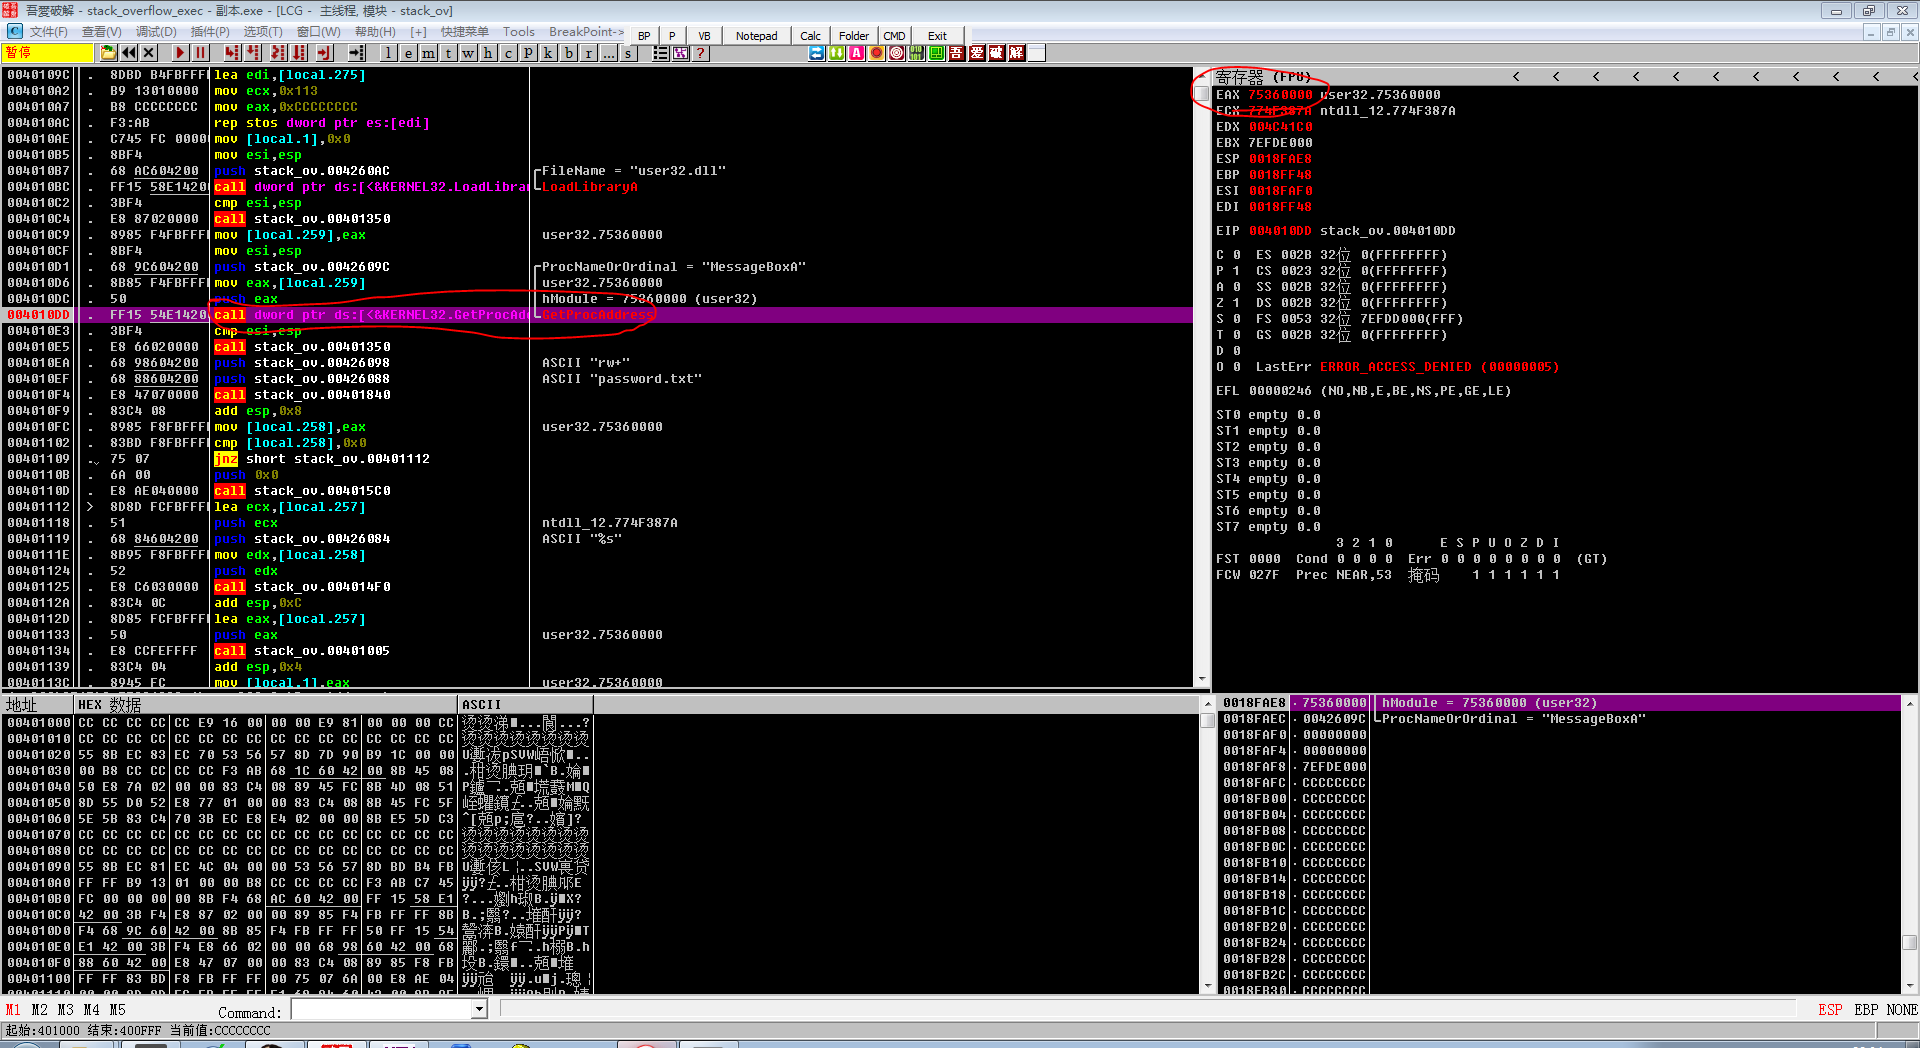 吾爱破解 - stack_overflow_exec - 副本.exe - [LCG - 主线程, 模块 - stack_ov]
文件(F) 查看(V) 调试(D) 插件(P) 选项(T) 窗口(W) 帮助(H) [+] 快捷菜单 Tools BreakPoint-> BP P VB Notepad Calc Folder CMD Exit
暂停 l e m t w h c p k b r ... s ? 吾 爱 破 解
0040109C . 8DBD B4FBFFFF lea edi,[local.275]
004010A2 . B9 13010000 mov ecx,0x113
004010A7 . B8 CCCCCCCC mov eax,0xCCCCCCCC
004010AC . F3:AB rep stos dword ptr es:[edi]
004010AE . C745 FC 0000 mov [local.1],0x0
004010B5 . 8BF4 mov esi,esp
004010B7 . 68 AC604200 push stack_ov.004260AC FileName = "user32.dll"
004010BC . FF15 58E14200 call dword ptr ds:[<&KERNEL32.LoadLibrar LoadLibraryA
004010C2 . 3BF4 cmp esi,esp
004010C4 . E8 87020000 call stack_ov.00401350
004010C9 . 8985 F4FBFFFF mov [local.259],eax user32.75360000
004010CF . 8BF4 mov esi,esp
004010D1 . 68 9C604200 push stack_ov.0042609C ProcNameOrOrdinal = "MessageBoxA"
004010D6 . 8B85 F4FBFFFF mov eax,[local.259] user32.75360000
004010DC . 50 push eax hModule = 75360000 (user32)
004010DD . FF15 54E14200 call dword ptr ds:[<&KERNEL32.GetProcAdd GetProcAddress
004010E3 . 3BF4 cmp esi,esp
004010E5 . E8 66020000 call stack_ov.00401350
004010EA . 68 98604200 push stack_ov.00426098 ASCII "rw+"
004010EF . 68 88604200 push stack_ov.00426088 ASCII "password.txt"
004010F4 . E8 47070000 call stack_ov.00401840
004010F9 . 83C4 08 add esp,0x8
004010FC . 8985 F8FBFFFF mov [local.258],eax user32.75360000
00401102 . 83BD F8FBFFFF cmp [local.258],0x0
00401109 . 75 07 jnz short stack_ov.00401112
0040110B . 6A 00 push 0x0
0040110D . E8 AE040000 call stack_ov.004015C0
00401112 > 8D8D FCFBFFFF lea ecx,[local.257]
00401118 . 51 push ecx ntdll_12.774F387A
00401119 . 68 84604200 push stack_ov.00426084 ASCII "%s"
0040111E . 8B95 F8FBFFFF mov edx,[local.258]
00401124 . 52 push edx
00401125 . E8 C6030000 call stack_ov.004014F0
0040112A . 83C4 0C add esp,0xC
0040112D . 8D85 FCFBFFFF lea eax,[local.257]
00401133 . 50 push eax user32.75360000
00401134 . E8 CCFEFFFF call stack_ov.00401005
00401139 . 83C4 04 add esp,0x4
0040113C . 8945 FC mov [local.1],eax user32.75360000
寄存器 (FPU) < < < < < < < < < < <
EAX 75360000 user32.75360000
ECX 774F387A ntdll_12.774F387A
EDX 004C41C0
EBX 7EFDE000
ESP 0018FAE8
EBP 0018FF48
ESI 0018FAF0
EDI 0018FF48
EIP 004010DD stack_ov.004010DD
C 0 ES 002B 32位 0(FFFFFFFF)
P 1 CS 0023 32位 0(FFFFFFFF)
A 0 SS 002B 32位 0(FFFFFFFF)
Z 1 DS 002B 32位 0(FFFFFFFF)
S 0 FS 0053 32位 7EFDD000(FFF)
T 0 GS 002B 32位 0(FFFFFFFF)
D 0
O 0 LastErr ERROR_ACCESS_DENIED (00000005)
EFL 00000246 (NO,NB,E,BE,NS,PE,GE,LE)
ST0 empty 0.0
ST1 empty 0.0
ST2 empty 0.0
ST3 empty 0.0
ST4 empty 0.0
ST5 empty 0.0
ST6 empty 0.0
ST7 empty 0.0
3 2 1 0 E S P U O Z D I
FST 0000 Cond 0 0 0 0 Err 0 0 0 0 0 0 0 0 (GT)
FCW 027F Prec NEAR,53 掩码 1 1 1 1 1 1
地址 HEX 数据 ASCII
00401000 CC CC CC CC CC E9 16 00 00 00 E9 81 00 00 00 CC
00401010 CC CC CC CC CC CC CC CC CC CC CC CC CC CC CC CC 烫烫烫烫烫烫烫烫
00401020 55 8B EC 83 EC 70 53 56 57 8D 7D 90 B9 1C 00 00
00401030 00 B8 CC CC CC CC F3 AB 68 1C 60 42 00 8B 45 08
00401040 50 E8 7A 02 00 00 83 C4 08 89 45 FC 8B 4D 08 51
00401050 8D 55 D0 52 E8 77 01 00 00 83 C4 08 8B 45 FC 5F
00401060 5E 5B 83 C4 70 3B EC E8 E4 02 00 00 8B E5 5D C3
00401070 CC CC CC CC CC CC CC CC CC CC CC CC CC CC CC CC 烫烫烫烫烫烫烫烫
00401080 CC CC CC CC CC CC CC CC CC CC CC CC CC CC CC CC 烫烫烫烫烫烫烫烫
00401090 55 8B EC 81 EC 4C 04 00 00 53 56 57 8D BD B4 FB
004010A0 FF FF B9 13 01 00 00 B8 CC CC CC CC F3 AB C7 45
004010B0 FC 00 00 00 00 8B F4 68 AC 60 42 00 FF 15 58 E1
004010C0 42 00 3B F4 E8 87 02 00 00 89 85 F4 FB FF FF 8B
004010D0 F4 68 9C 60 42 00 8B 85 F4 FB FF FF 50 FF 15 54
004010E0 E1 42 00 3B F4 E8 66 02 00 00 68 98 60 42 00 68
004010F0 88 60 42 00 E8 47 07 00 00 83 C4 08 89 85 F8 FB
00401100 FF FF 83 BD F8 FB FF FF 00 75 07 6A 00 E8 AE 04
0018FAE8 75360000 hModule = 75360000 (user32)
0018FAEC 0042609C ProcNameOrOrdinal = "MessageBoxA"
0018FAF0 00000000
0018FAF4 00000000
0018FAF8 7EFDE000
0018FAFC CCCCCCCC
0018FB00 CCCCCCCC
0018FB04 CCCCCCCC
0018FB08 CCCCCCCC
0018FB0C CCCCCCCC
0018FB10 CCCCCCCC
0018FB14 CCCCCCCC
0018FB18 CCCCCCCC
0018FB1C CCCCCCCC
0018FB20 CCCCCCCC
0018FB24 CCCCCCCC
0018FB28 CCCCCCCC
0018FB2C CCCCCCCC
0018FB30 CCCCCCCC
M1 M2 M3 M4 M5 Command: ESP EBP NONE
起始:401000 结束:400FFF 当前值:CCCCCCCC